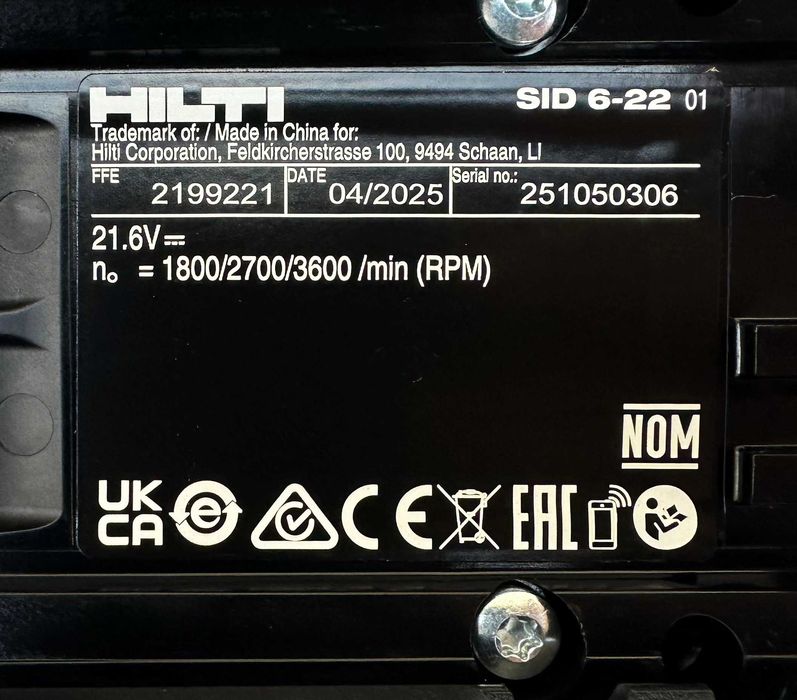 HILTI SID 6-22 01
Trademark of: / Made in China for:
Hilti Corporation, Feldkircherstrasse 100, 9494 Schaan, LI
FFE 2199221 DATE 04/2025 Serial no.: 251050306
21.6V⎓
n₀ = 1800/2700/3600 /min (RPM)
NOM
UK CA e CE EAC